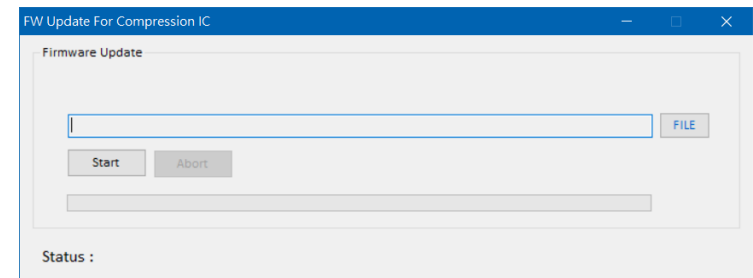 FW Update For Compression IC
Firmware Update
FILE
Start Abort
Status :